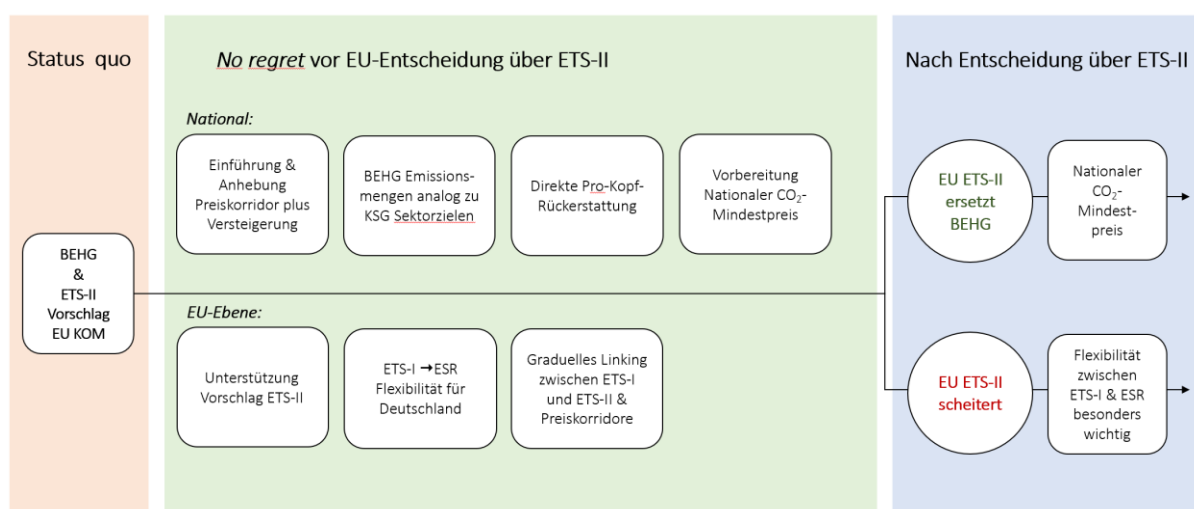 Status quo
No regret vor EU-Entscheidung über ETS-II
Nach Entscheidung über ETS-II
BEHG
&
ETS-II
Vorschlag
EU KOM
National:
Einführung &
Anhebung
Preiskorridor plus
Versteigerung
BEHG Emissions-
mengen analog zu
KSG Sektorzielen
Direkte Pro-Kopf-
Rückerstattung
Vorbereitung
Nationaler CO₂-
Mindestpreis
EU-Ebene:
Unterstützung
Vorschlag ETS-II
ETS-I ➝ESR
Flexibilität für
Deutschland
Graduelles Linking
zwischen ETS-I
und ETS-II &
Preiskorridore
EU ETS-II
ersetzt
BEHG
Nationaler
CO₂-
Mindest-
preis
EU ETS-II
scheitert
Flexibilität
zwischen
ETS-I & ESR
besonders
wichtig